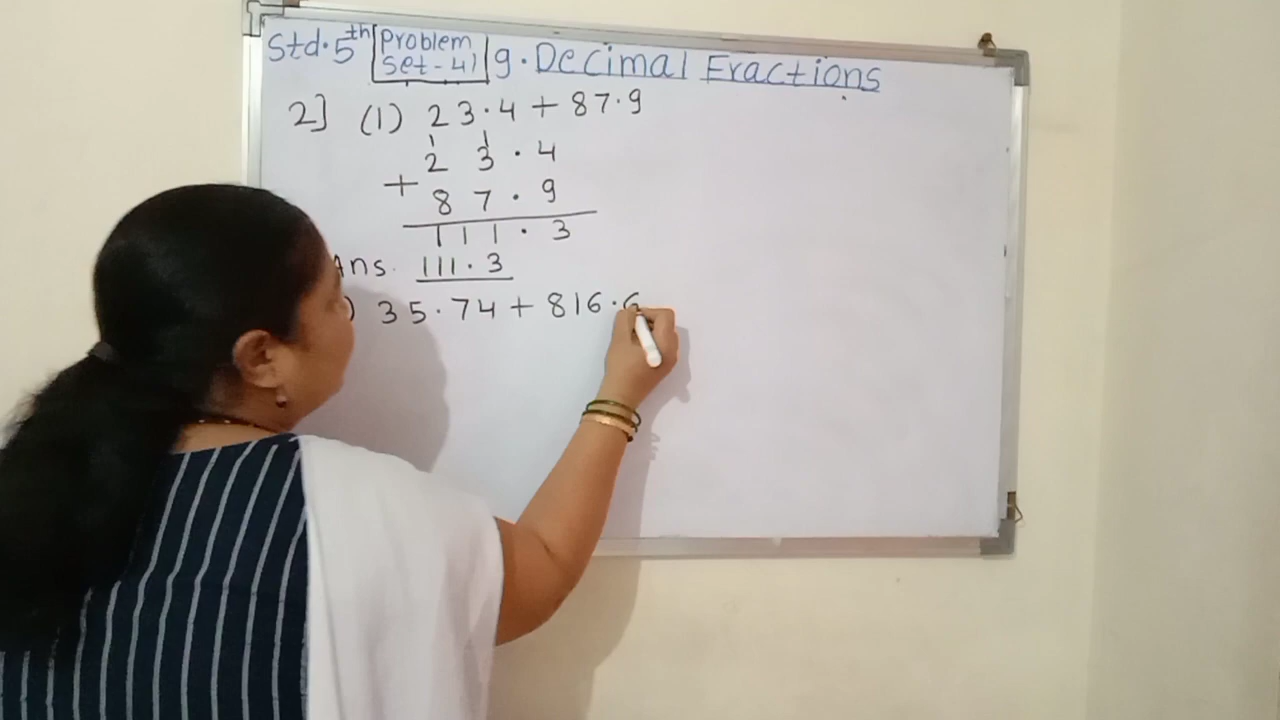 Std. 5th Problem Set-41 9. Decimal Fractions
2] (1) 23.4 + 87.9
1 1
2 3 . 4
+ 8 7 . 9
1 1 1 . 3
Ans. 111.3
) 35.74 + 816.6